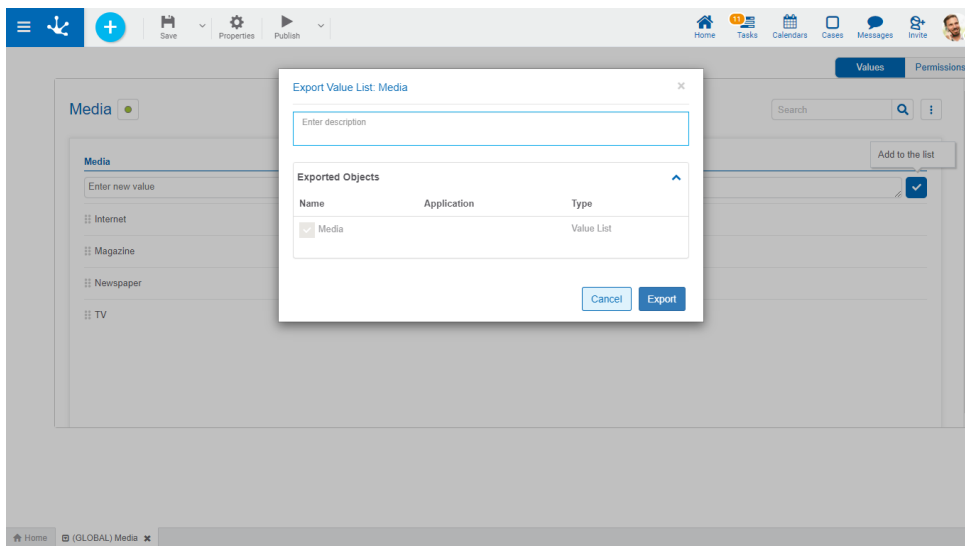 Save
Properties
Publish
Home
11
Tasks
Calendars
Cases
Messages
Invite
Values
Permissions
Export Value List: Media
Media
Enter description
Search
Add to the list
Media
Enter new value
Exported Objects
Name Application Type
Media Value List
Internet
Magazine
Newspaper
TV
Cancel
Export
Home
(GLOBAL) Media